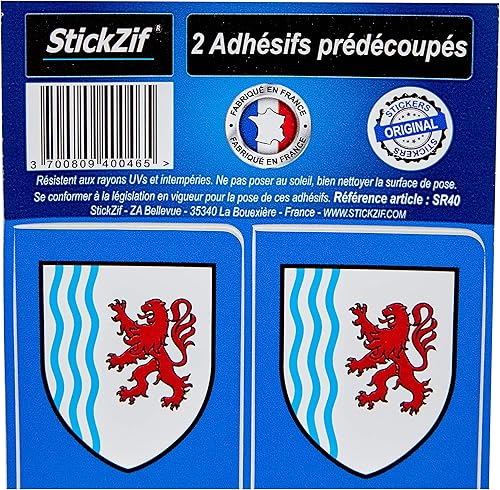 StickZif®
2 Adhésifs prédécoupés
3 700809 400465 >
FABRIQUÉ EN FRANCE
FABRIQUÉ EN FRANCE
STICKERS
ORIGINAL
STICKERS
Résistent aux rayons UVs et intempéries. Ne pas poser au soleil, bien nettoyer la surface de pose.
Se conformer à la législation en vigueur pour la pose de ces adhésifs. Référence article : SR40
StickZif - ZA Bellevue - 35340 La Bouexière - France - WWW.STICKZIF.COM